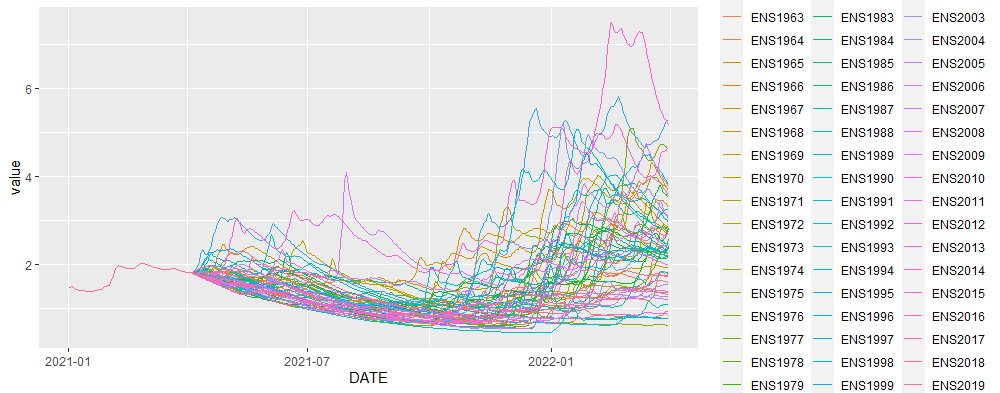 value
6
4
2
2021-01
2021-07
2022-01
DATE
ENS1963 ENS1983 ENS2003
ENS1964 ENS1984 ENS2004
ENS1965 ENS1985 ENS2005
ENS1966 ENS1986 ENS2006
ENS1967 ENS1987 ENS2007
ENS1968 ENS1988 ENS2008
ENS1969 ENS1989 ENS2009
ENS1970 ENS1990 ENS2010
ENS1971 ENS1991 ENS2011
ENS1972 ENS1992 ENS2012
ENS1973 ENS1993 ENS2013
ENS1974 ENS1994 ENS2014
ENS1975 ENS1995 ENS2015
ENS1976 ENS1996 ENS2016
ENS1977 ENS1997 ENS2017
ENS1978 ENS1998 ENS2018
ENS1979 ENS1999 ENS2019